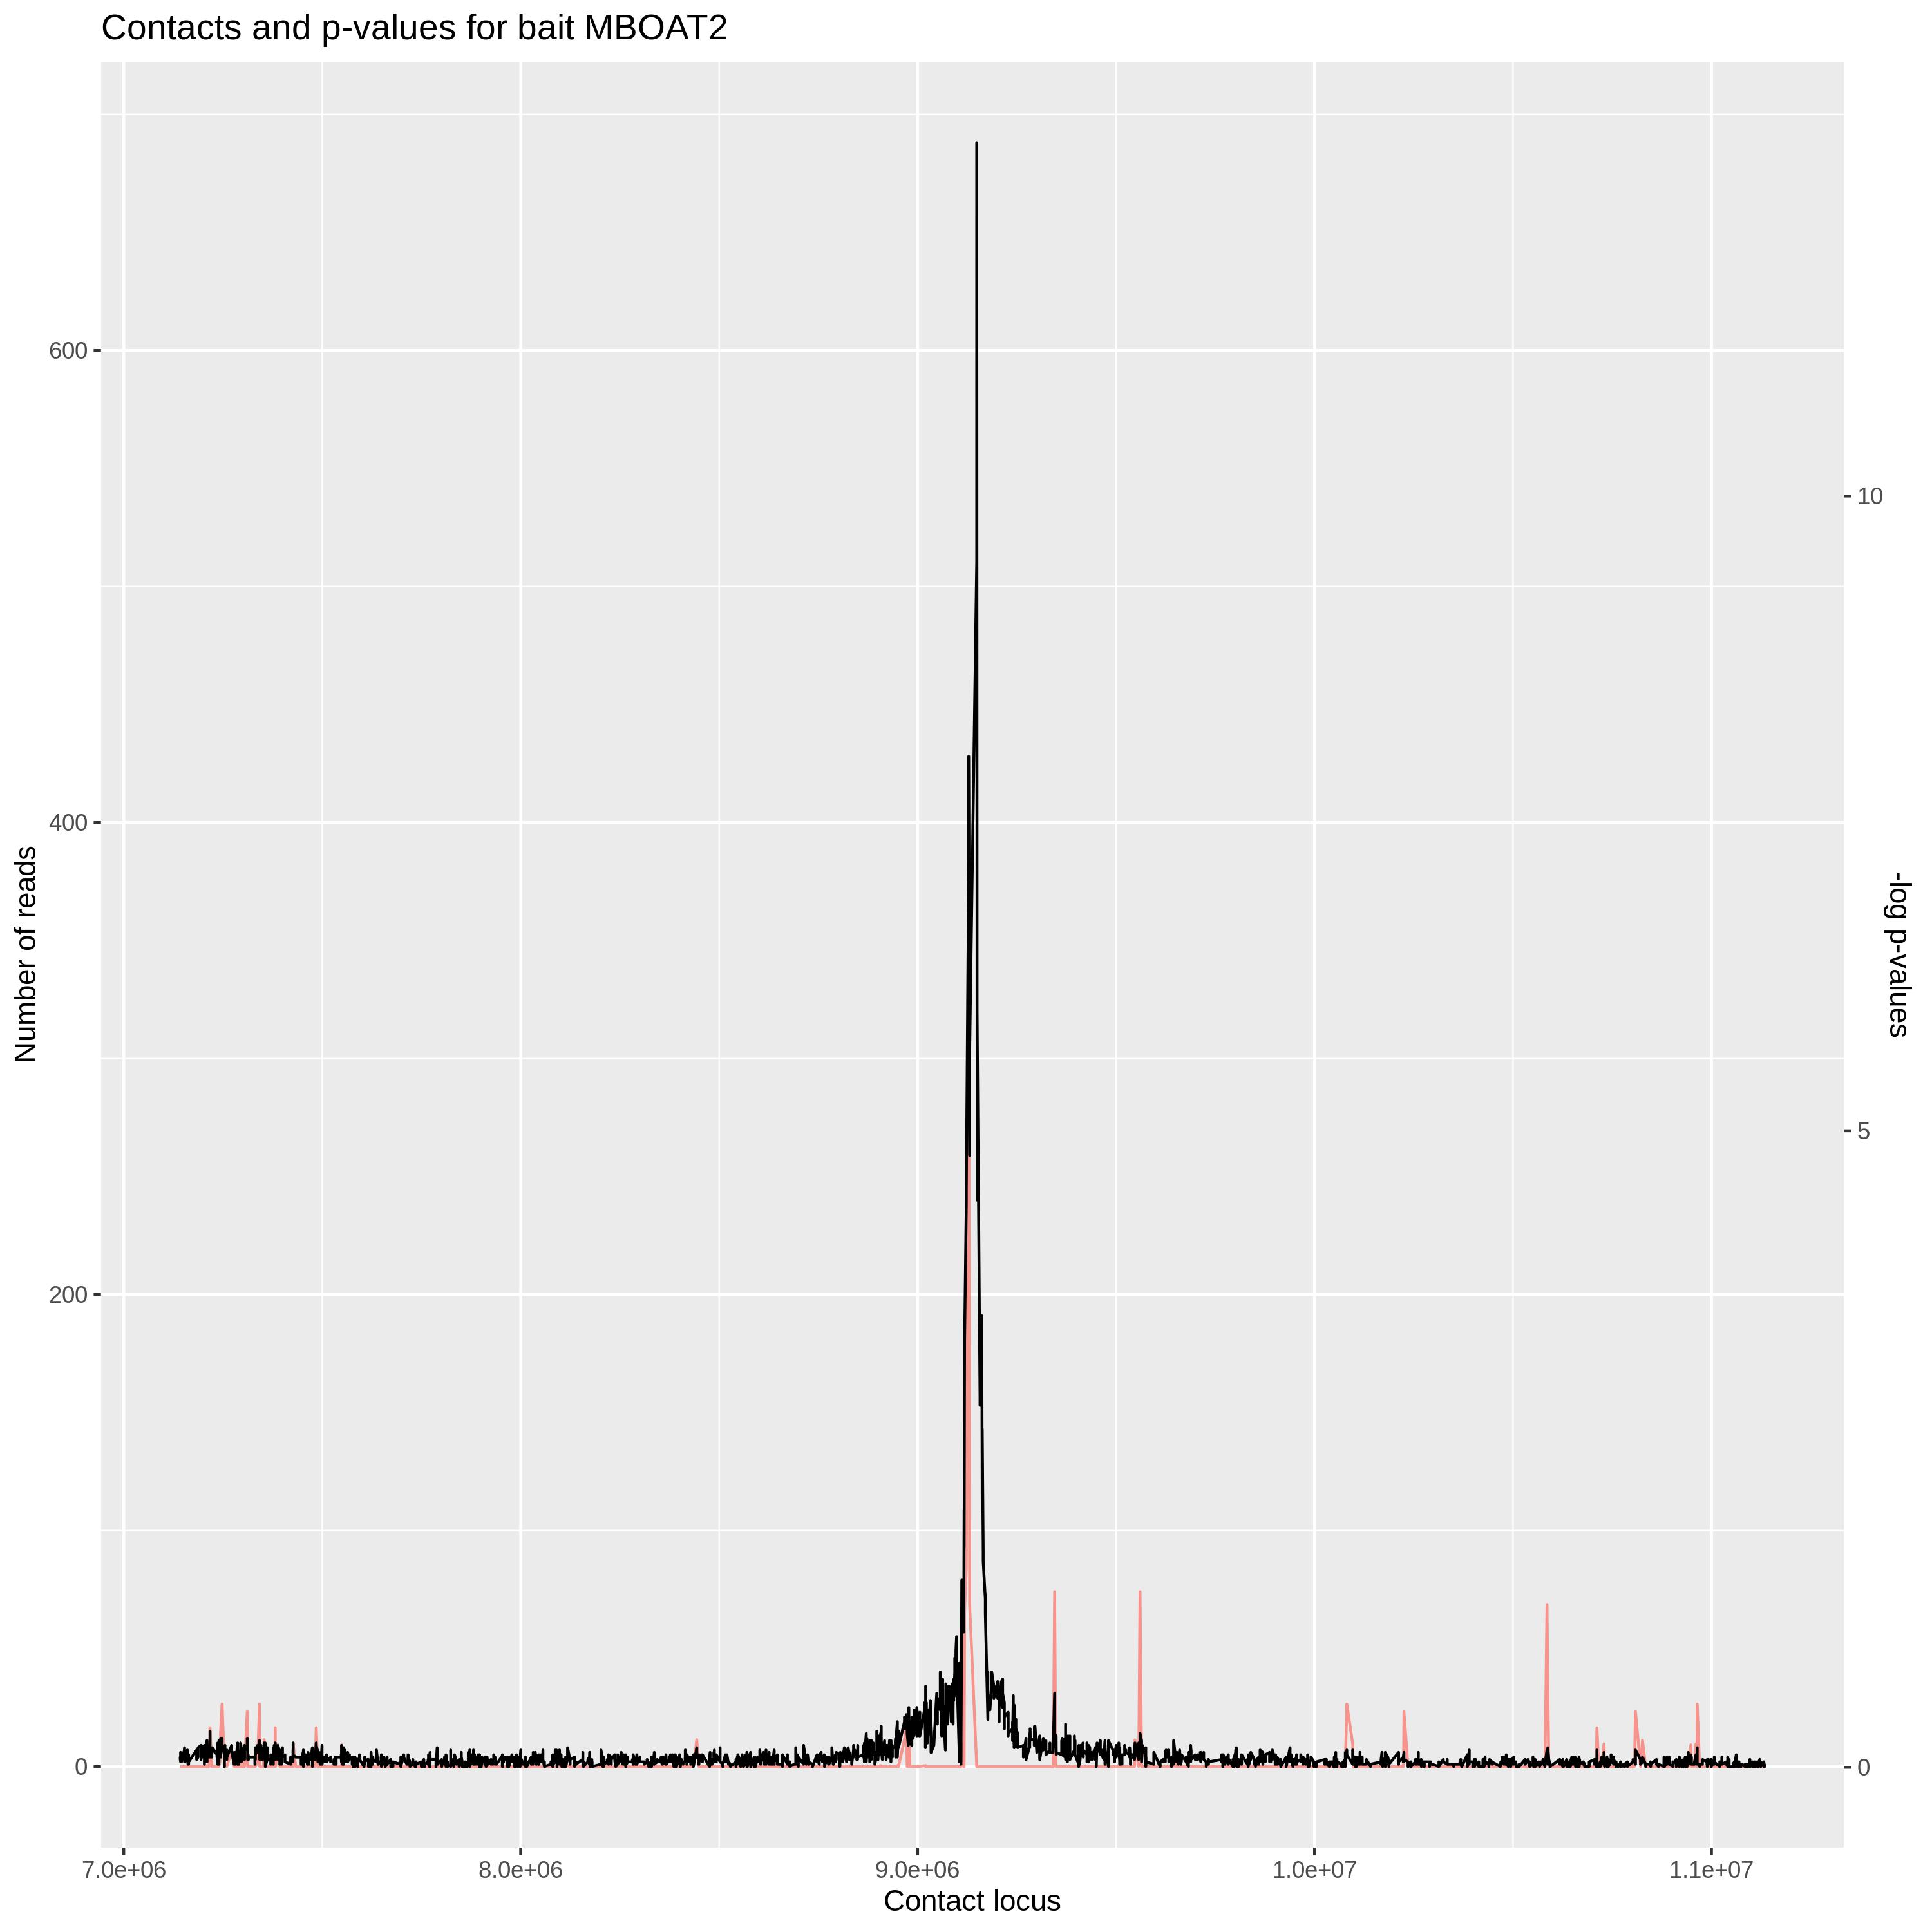 Contacts and p-values for bait MBOAT2
600
400
200
0
Number of reads
10
5
0
-log p-values
7.0e+06
8.0e+06
9.0e+06
1.0e+07
1.1e+07
Contact locus